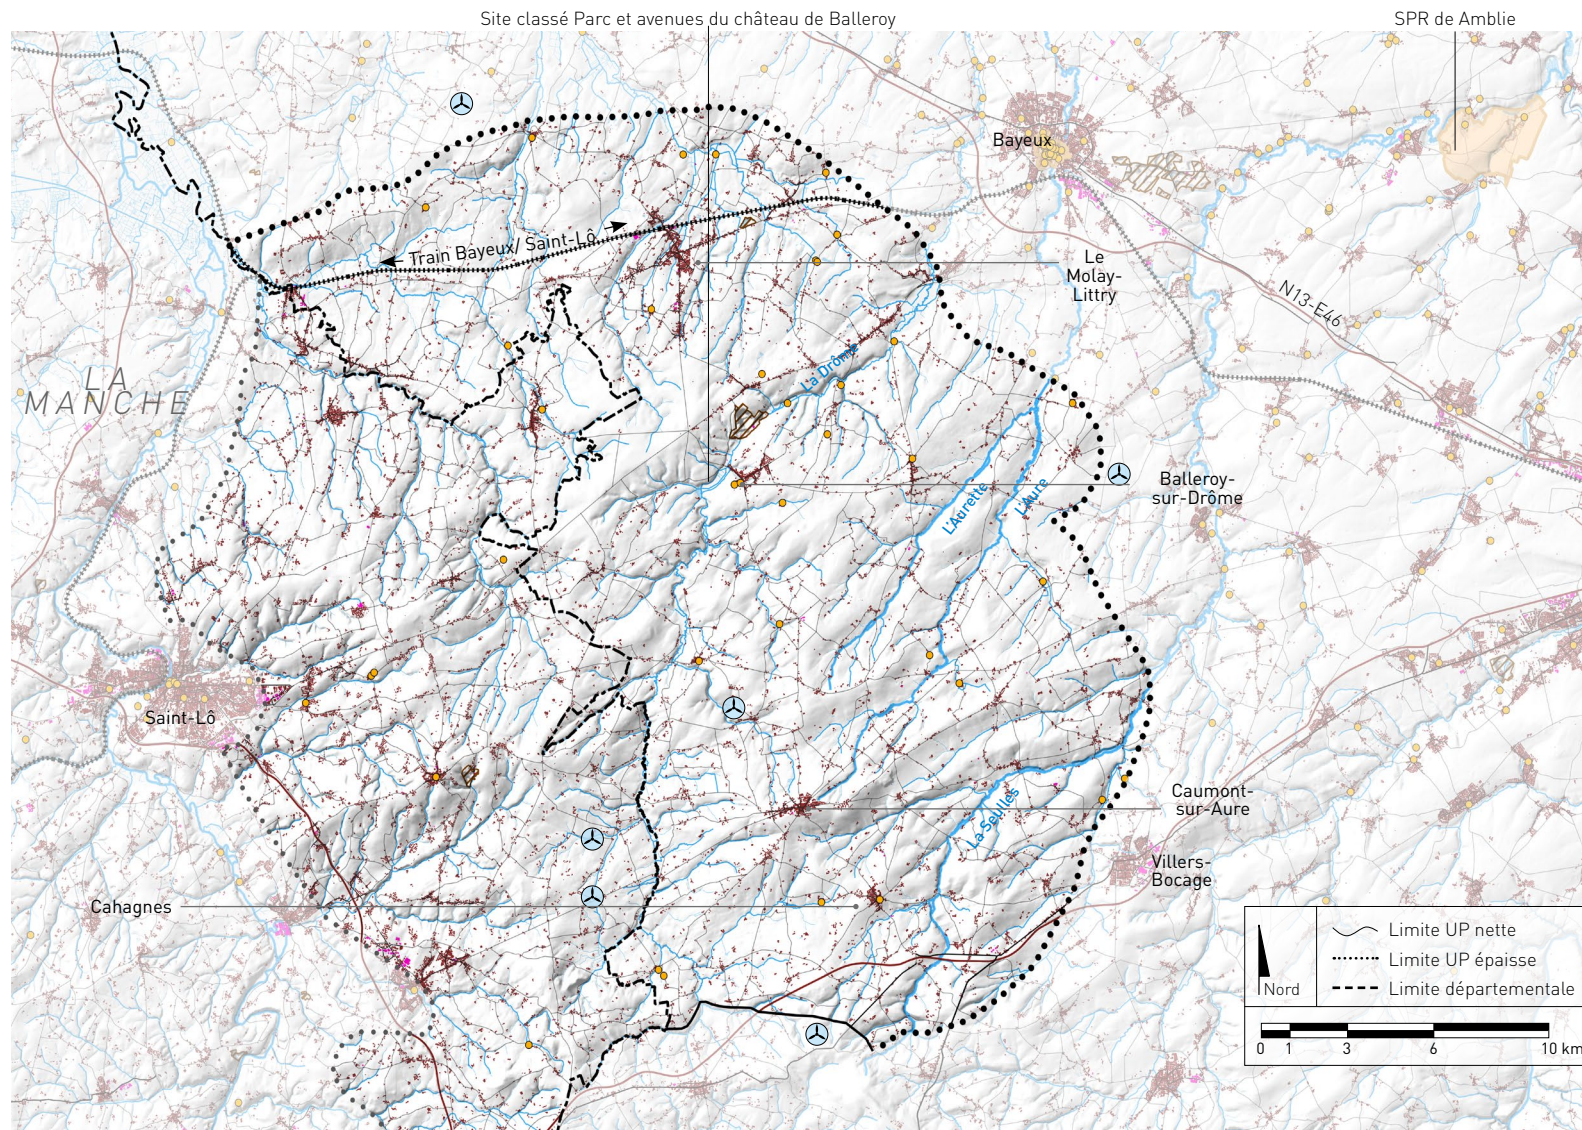 Site classé Parc et avenues du château de Balleroy
SPR de Amblie
Bayeux
Train Bayeux/ Saint-Lô
Le
Molay-
Littry
N13-E46
LA
MANCHE
La Drôme
L'Aurette
L'Aure
Balleroy-
sur-Drôme
Saint-Lô
Caumont-
sur-Aure
La Seulles
Villers-
Bocage
Cahagnes
Nord
Limite UP nette
Limite UP épaisse
Limite départementale
0 1 3 6 10 km